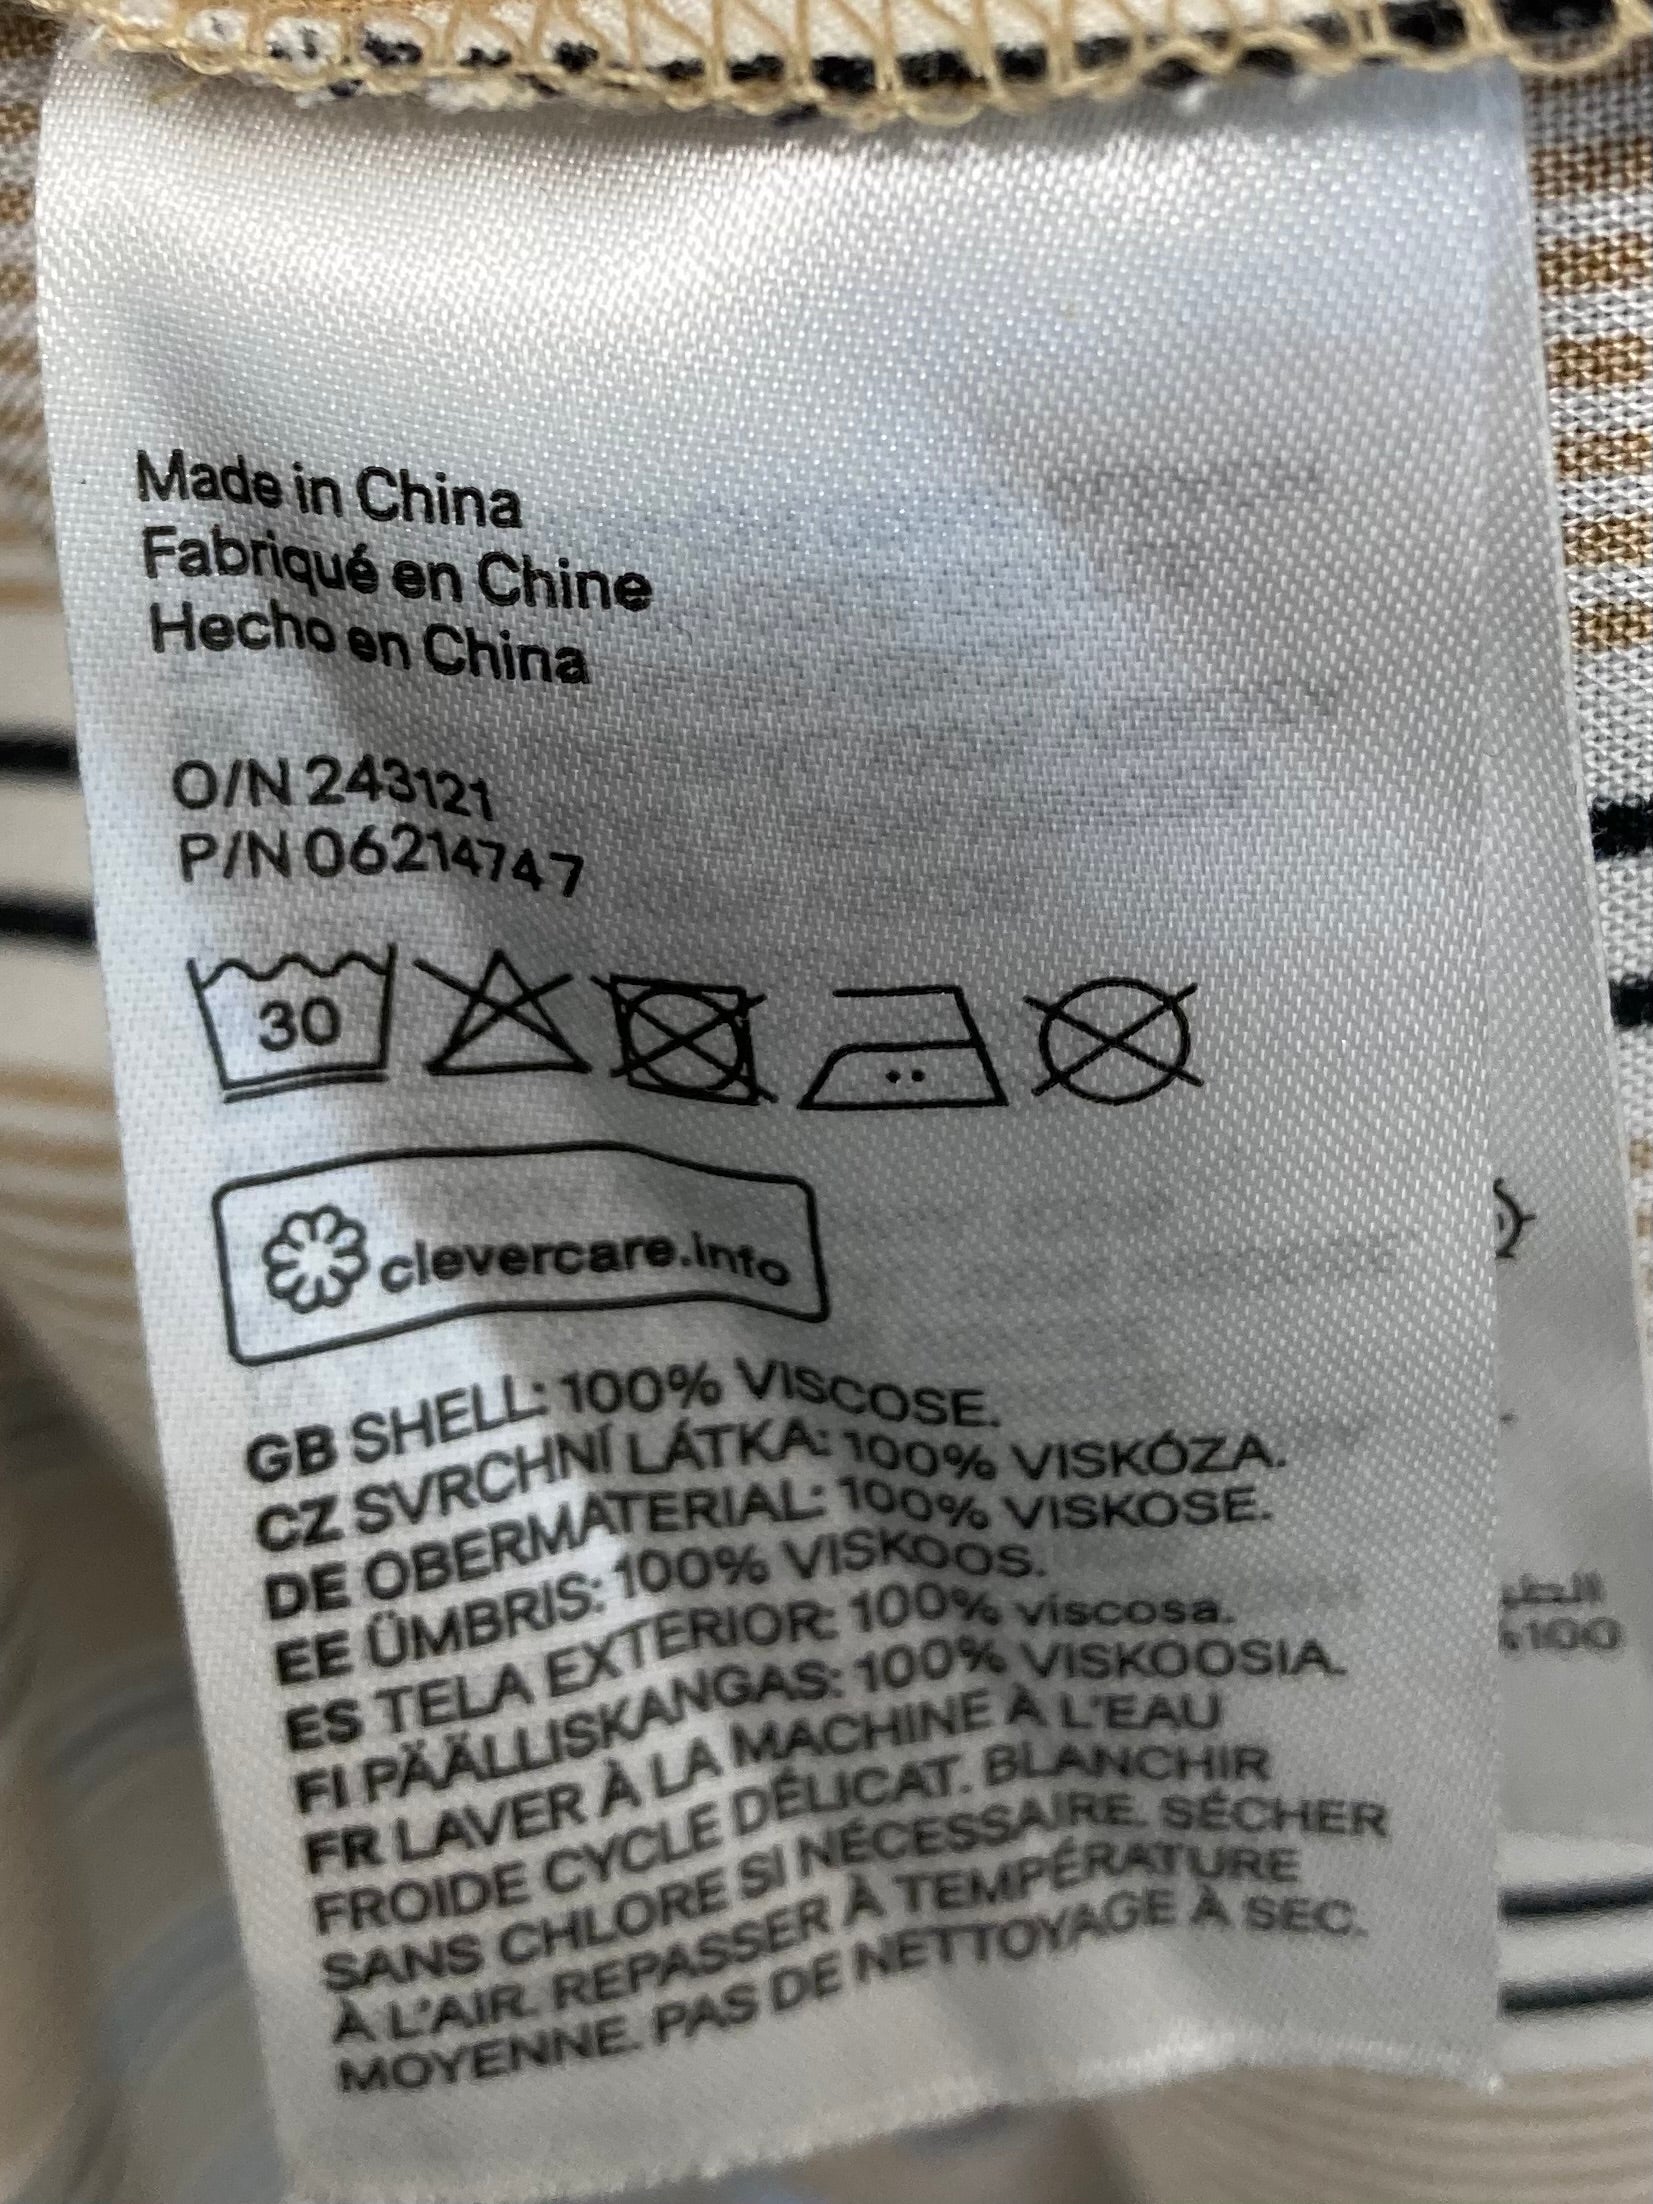 Made in China
Fabriqué en Chine
Hecho en China
O/N 243121
P/N 06214747
30
clevercare.info
GB SHELL: 100% VISCOSE.
CZ SVRCHNÍ LÁTKA: 100% VISKÓZA.
DE OBERMATERIAL: 100% VISKOSE.
EE ÜMBRIS: 100% VISKOOS.
ES TELA EXTERIOR: 100% viscosa.
FI PÄÄLLISKANGAS: 100% VISKOOSIA.
FR LAVER À LA MACHINE À L'EAU
FROIDE CYCLE DÉLICAT. BLANCHIR
SANS CHLORE SI NÉCESSAIRE. SÉCHER
À L'AIR. REPASSER À TEMPÉRATURE
MOYENNE. PAS DE NETTOYAGE À SEC.
100